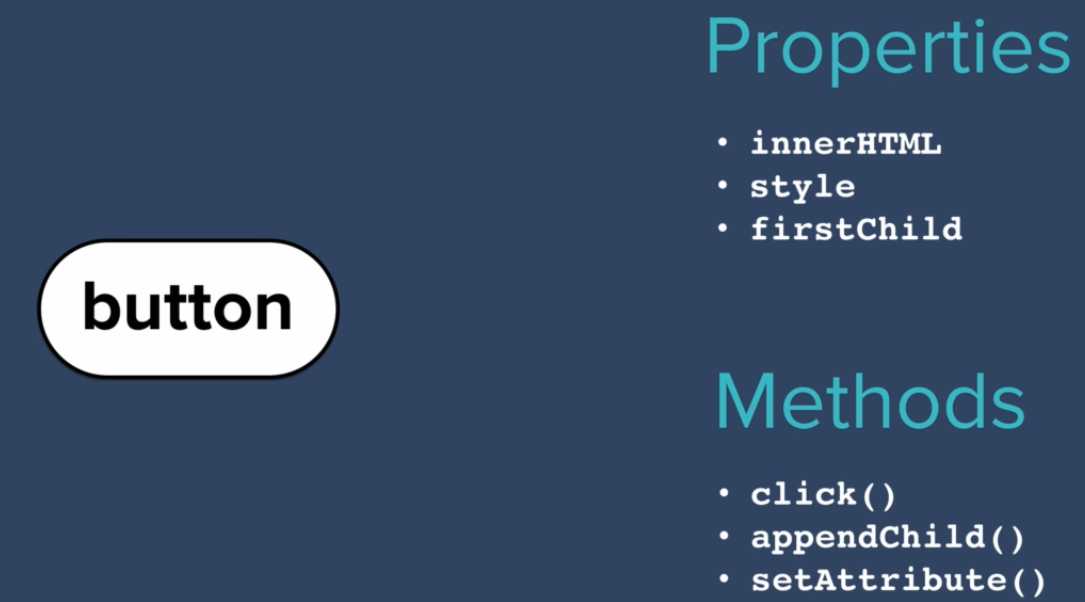 button
Properties
• innerHTML
• style
• firstChild
Methods
• click()
• appendChild()
• setAttribute()